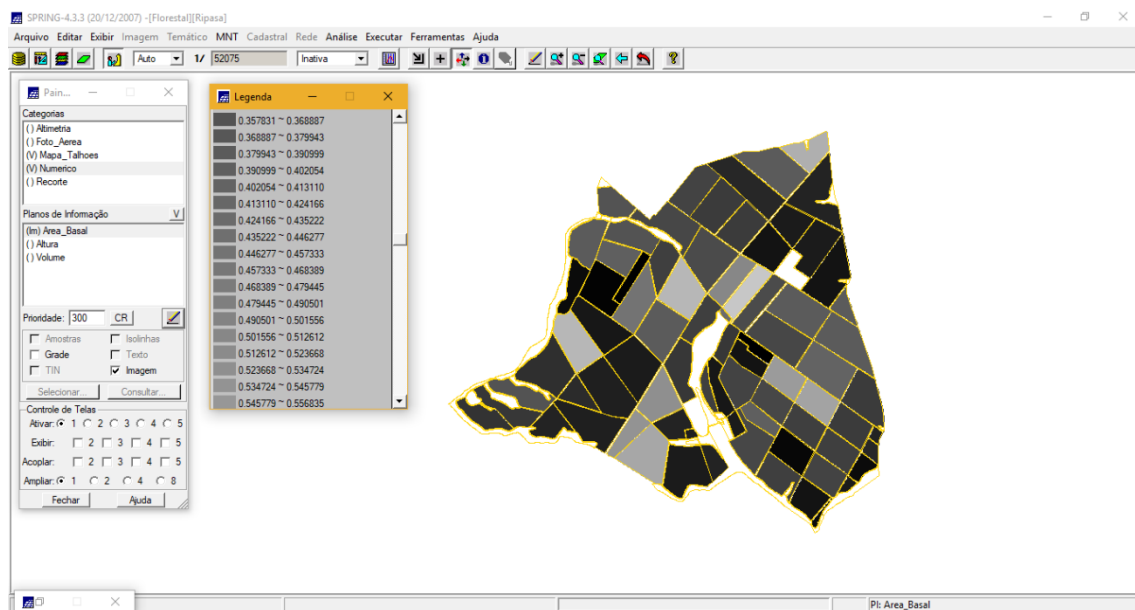 SPRING-4.3.3 (20/12/2007) -[Florestal][Ripasa]
Arquivo Editar Exibir Imagem Temático MNT Cadastral Rede Análise Executar Ferramentas Ajuda
Auto 1/ 52075 Inativa
Pain...
Categorias
( ) Altimetria
( ) Foto_Aerea
(V) Mapa_Talhoes
(V) Numerico
( ) Recorte
Planos de Informação V
(Im) Area_Basal
( ) Altura
( ) Volume
Prioridade: 300 CR
Amostras Isolinhas
Grade Texto
TIN Imagem
Selecionar... Consultar...
Controle de Telas
Ativar: 1 2 3 4 5
Exibir: 2 3 4 5
Acoplar: 2 3 4 5
Ampliar: 1 2 4 8
Fechar Ajuda
Legenda
0.357831 ~ 0.368887
0.368887 ~ 0.379943
0.379943 ~ 0.390999
0.390999 ~ 0.402054
0.402054 ~ 0.413110
0.413110 ~ 0.424166
0.424166 ~ 0.435222
0.435222 ~ 0.446277
0.446277 ~ 0.457333
0.457333 ~ 0.468389
0.468389 ~ 0.479445
0.479445 ~ 0.490501
0.490501 ~ 0.501556
0.501556 ~ 0.512612
0.512612 ~ 0.523668
0.523668 ~ 0.534724
0.534724 ~ 0.545779
0.545779 ~ 0.556835
PI: Area_Basal